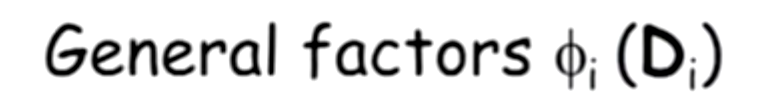 General factors ϕᵢ (Dᵢ)